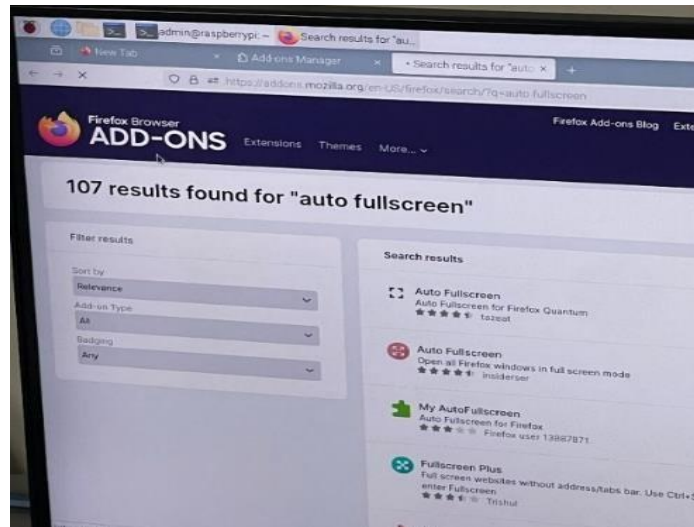 admin@raspberrypi: ~
Search results for "au...
New Tab
Add-ons Manager
Search results for "auto
https://addons.mozilla.org/en-US/firefox/search/?q=auto fullscreen
Firefox Browser
ADD-ONS
Extensions
Themes
More...
Firefox Add-ons Blog
Exte
107 results found for "auto fullscreen"
Filter results
Sort by
Relevance
Add-on Type
All
Badging
Any
Search results
Auto Fullscreen
Auto Fullscreen for Firefox Quantum
tazeat
Auto Fullscreen
Open all Firefox windows in full screen mode
insiderser
My AutoFullscreen
Auto Fullscreen for Firefox
Firefox user 13887871
Fullscreen Plus
Full screen websites without address/tabs bar. Use Ctrl+S
enter Fullscreen
Trishul